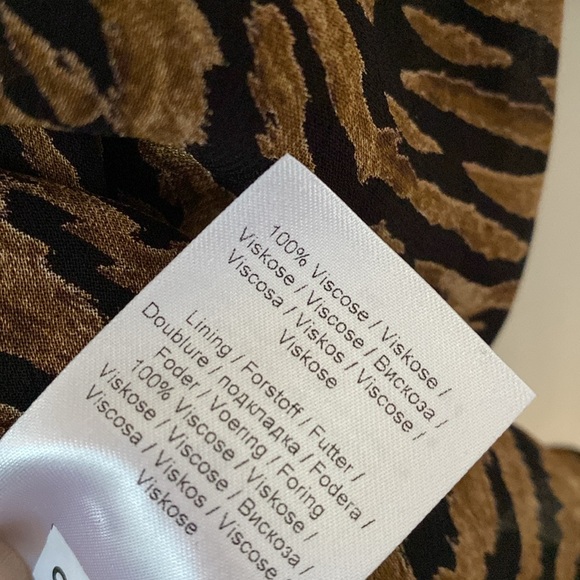 100% Viscose / Viskose /
Viskose / Viscose / Вискоза /
Viscosa / Viskos / Viscose /
Viskose
Lining / Forstoff / Futter /
Doublure / подкладка / Fodera /
Foder / Voering / Foring
100% Viscose / Viskose /
Viskose / Viscose / Вискоза /
Viscosa / Viskos / Viscose /
Viskose